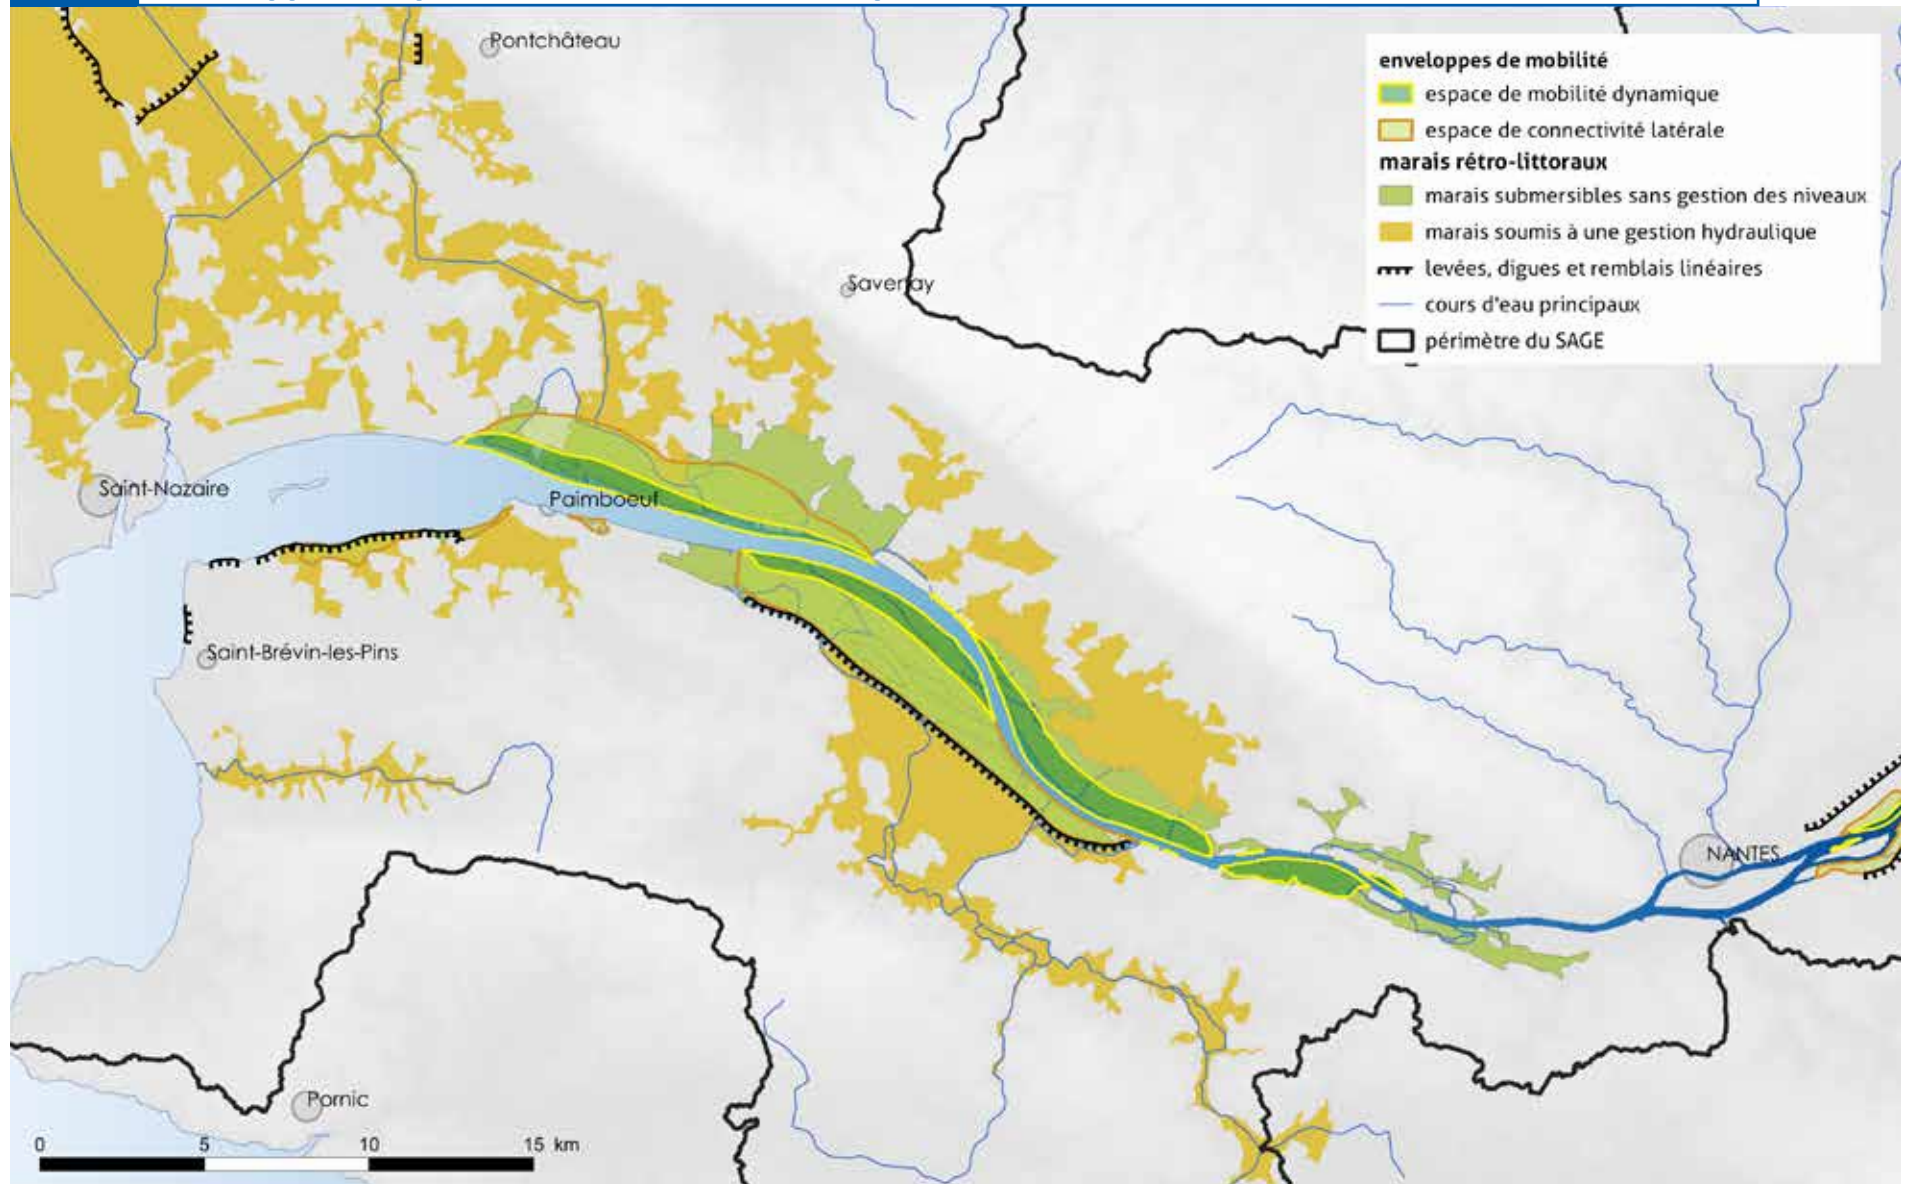 Pontchâteau
enveloppes de mobilité
espace de mobilité dynamique
espace de connectivité latérale
marais rétro-littoraux
marais submersibles sans gestion des niveaux
marais soumis à une gestion hydraulique
levées, digues et remblais linéaires
cours d'eau principaux
périmètre du SAGE
Savenay
Saint-Nazaire
Paimboeuf
Saint-Brévin-les-Pins
NANTES
Pornic
0 5 10 15 km